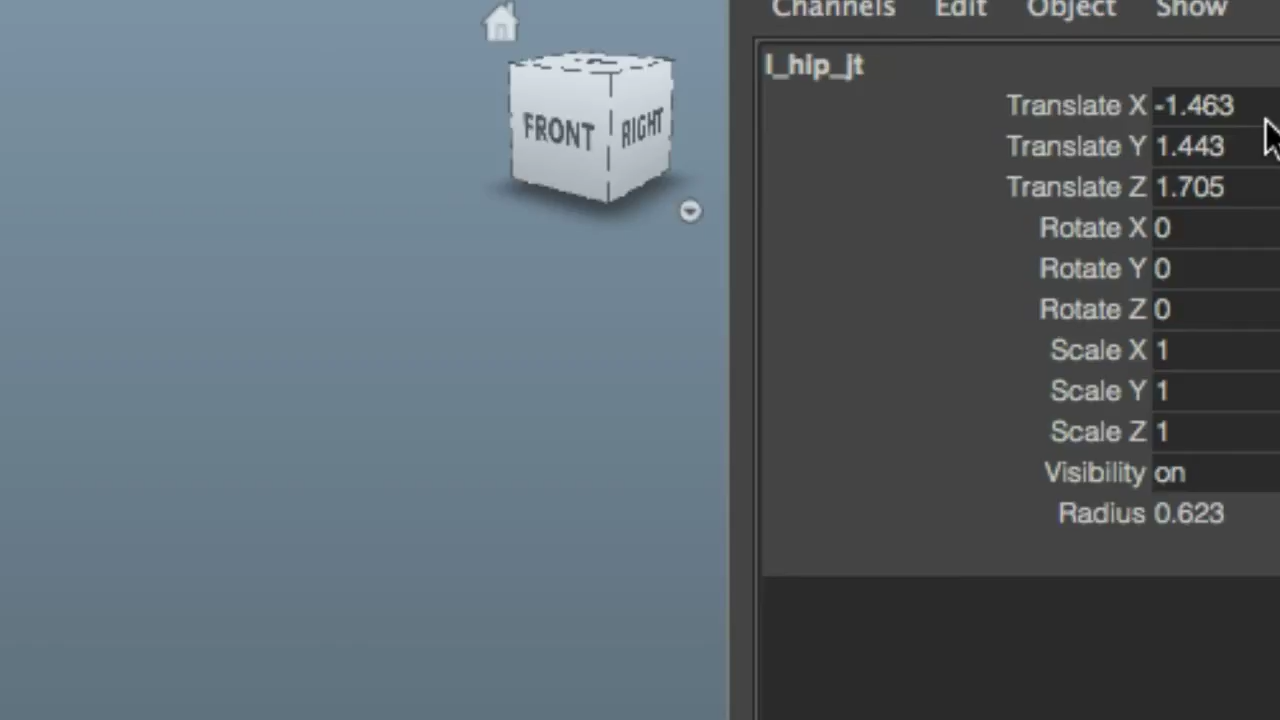 Channels Edit Object Show
l_hip_jt
FRONT RIGHT
Translate X -1.463
Translate Y 1.443
Translate Z 1.705
Rotate X 0
Rotate Y 0
Rotate Z 0
Scale X 1
Scale Y 1
Scale Z 1
Visibility on
Radius 0.623